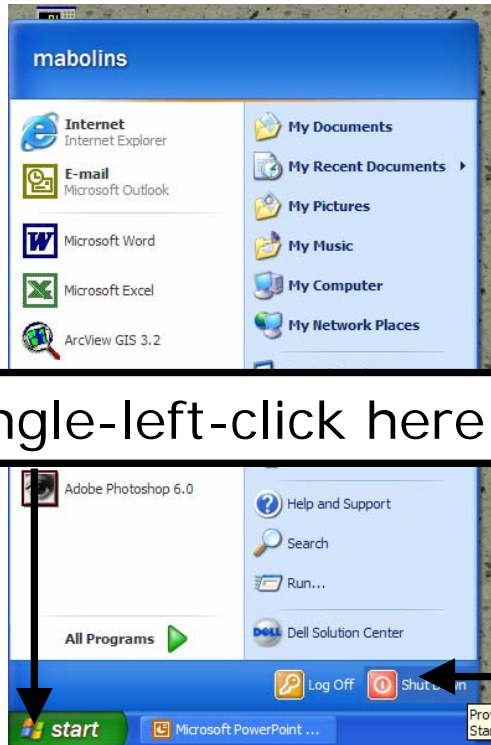 mabolins
Internet
Internet Explorer
E-mail
Microsoft Outlook
Microsoft Word
Microsoft Excel
ArcView GIS 3.2
My Documents
My Recent Documents
My Pictures
My Music
My Computer
My Network Places
ngle-left-click here
Adobe Photoshop 6.0
All Programs
Help and Support
Search
Run...
DELL Dell Solution Center
Log Off
Shut
start
Microsoft PowerPoint ...